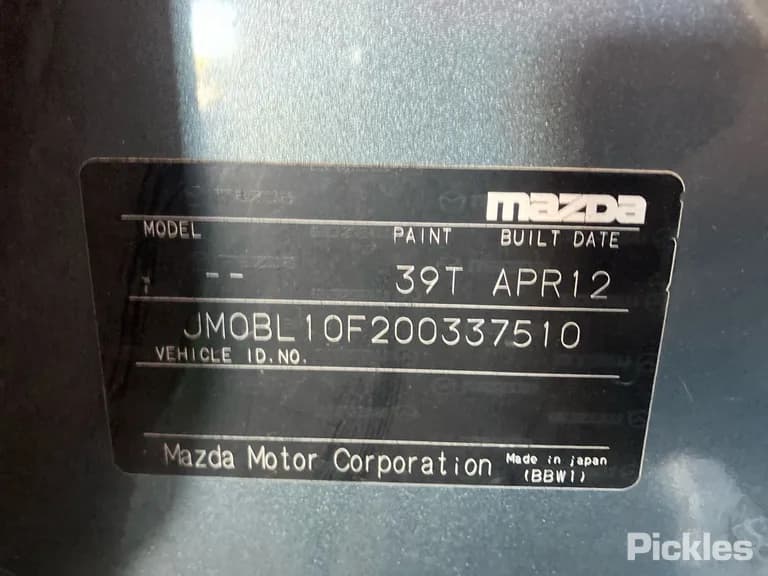 mazda
MODEL PAINT BUILT DATE
- -- 39T APR12
JM0BL10F200337510
VEHICLE ID.NO.
Mazda Motor Corporation Made in japan
(BBW1)
Pickles